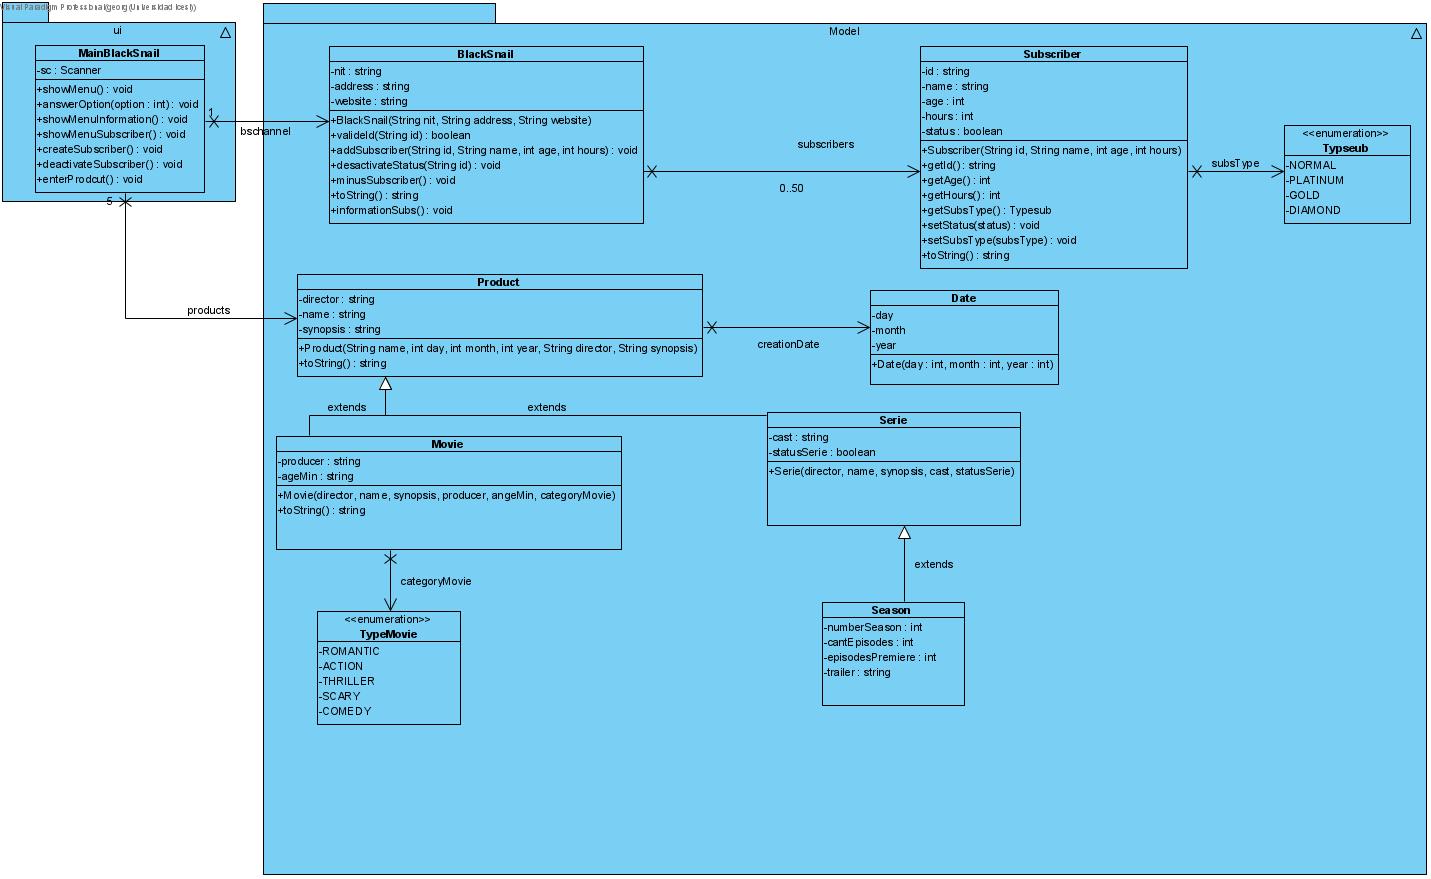 Visual Paradigm Professional(georg(Universidad Icesi))
ui
MainBlackSnail
-sc : Scanner
+showMenu() : void
+answerOption(option : int) : void
+showMenuInformation() : void
+showMenuSubscriber() : void
+createSubscriber() : void
+deactivateSubscriber() : void
+enterProdcut() : void
1
bschannel
5
products
Model
BlackSnail
-nit : string
-address : string
-website : string
+BlackSnail(String nit, String address, String website)
+valideId(String id) : boolean
+addSubscriber(String id, String name, int age, int hours) : void
+desactivateStatus(String id) : void
+minusSubscriber() : void
+toString() : string
+informationSubs() : void
subscribers
0..50
Subscriber
-id : string
-name : string
-age : int
-hours : int
-status : boolean
+Subscriber(String id, String name, int age, int hours)
+getId() : string
+getAge() : int
+getHours() : int
+getSubsType() : Typesub
+setStatus(status) : void
+setSubsType(subsType) : void
+toString() : string
subsType
<<enumeration>>
Typseub
-NORMAL
-PLATINUM
-GOLD
-DIAMOND
Product
-director : string
-name : string
-synopsis : string
+Product(String name, int day, int month, int year, String director, String synopsis)
+toString() : string
creationDate
Date
-day
-month
-year
+Date(day : int, month : int, year : int)
extends
extends
Movie
-producer : string
-ageMin : string
+Movie(director, name, synopsis, producer, angeMin, categoryMovie)
+toString() : string
Serie
-cast : string
-statusSerie : boolean
+Serie(director, name, synopsis, cast, statusSerie)
categoryMovie
extends
<<enumeration>>
TypeMovie
-ROMANTIC
-ACTION
-THRILLER
-SCARY
-COMEDY
Season
-numberSeason : int
-cantEpisodes : int
-episodesPremiere : int
-trailer : string